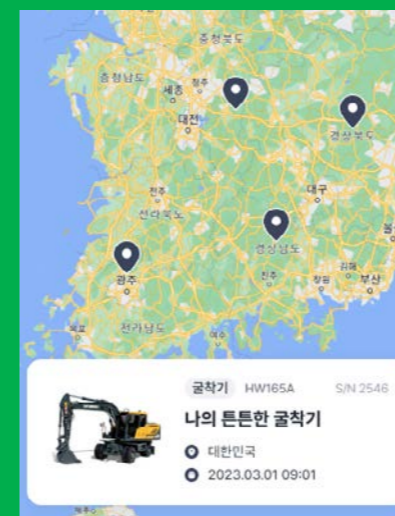 충청북도
충청남도
청주
세종
대전
경상북도
전주
대구
전라북도
울
경상남도
광주
진주
창원
김해
부산
목포
전라남도
여수
굴착기 HW165A S/N 2546
나의 튼튼한 굴착기
대한민국
2023.03.01 09:01
제주